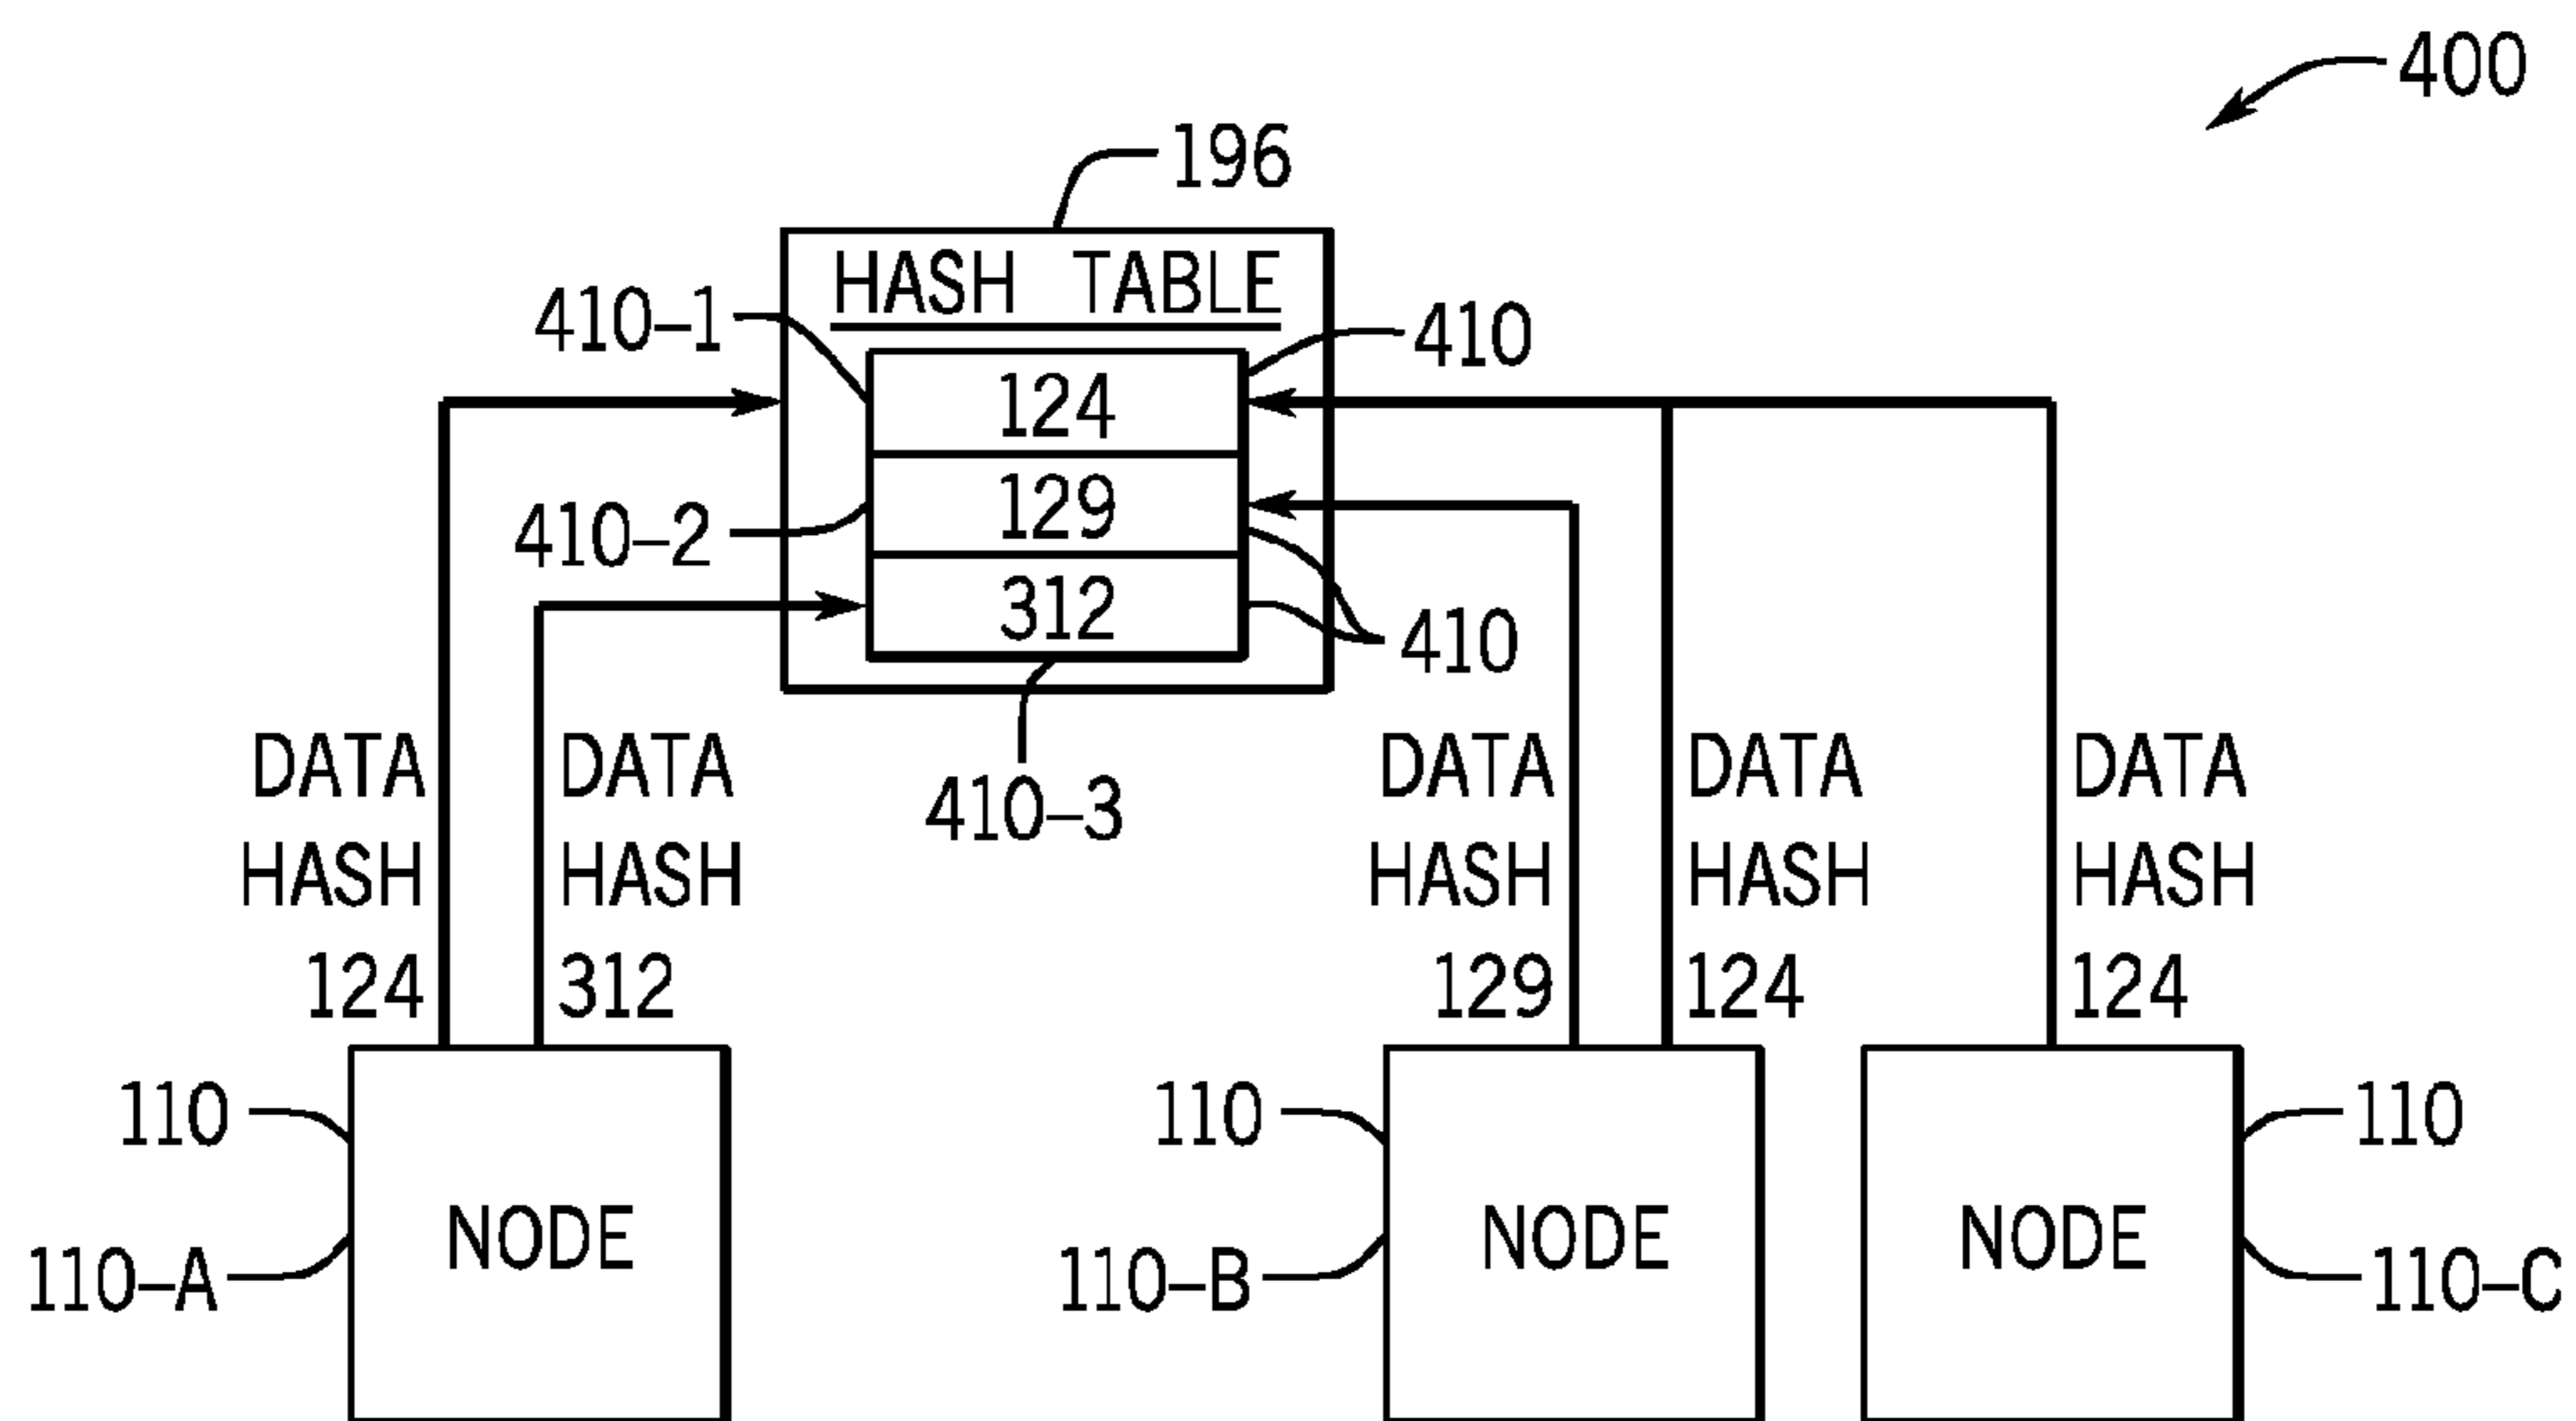 400
196
HASH TABLE
410-1
410
124
129
410-2
312
410
410-3
DATA HASH 124
DATA HASH 312
DATA HASH 129
DATA HASH 124
DATA HASH 124
110
110
110
NODE
NODE
NODE
110-A
110-B
110-C